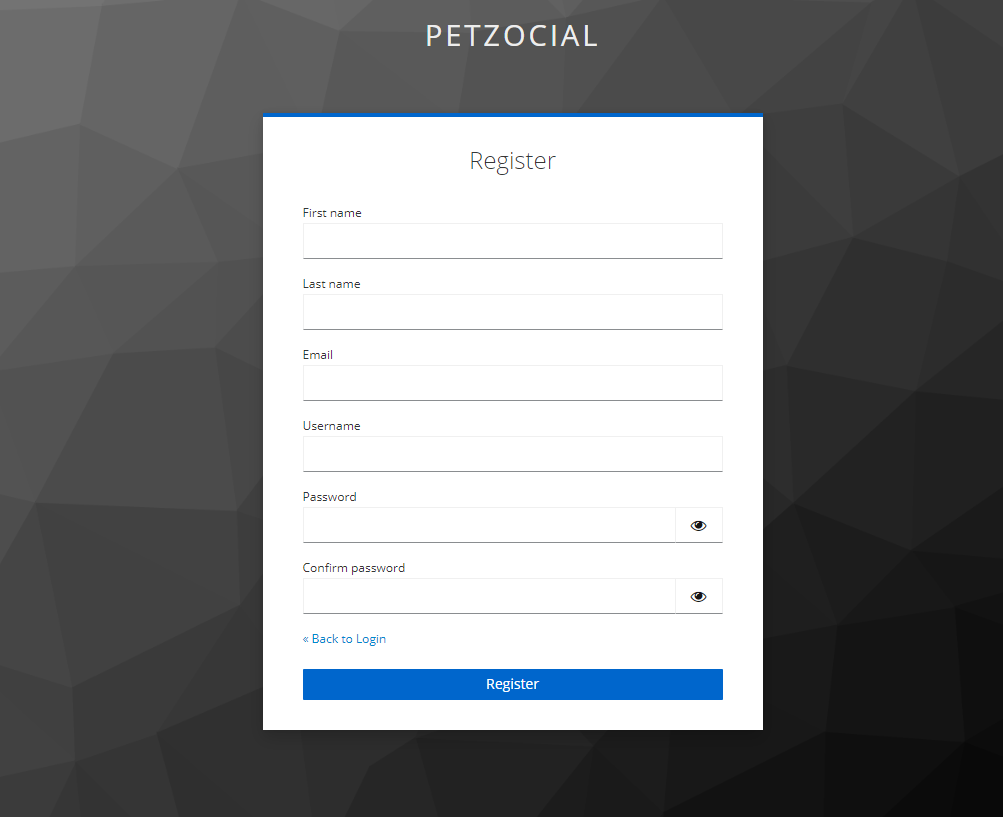 PETZOCIAL
Register
First name
Last name
Email
Username
Password
Confirm password
« Back to Login
Register